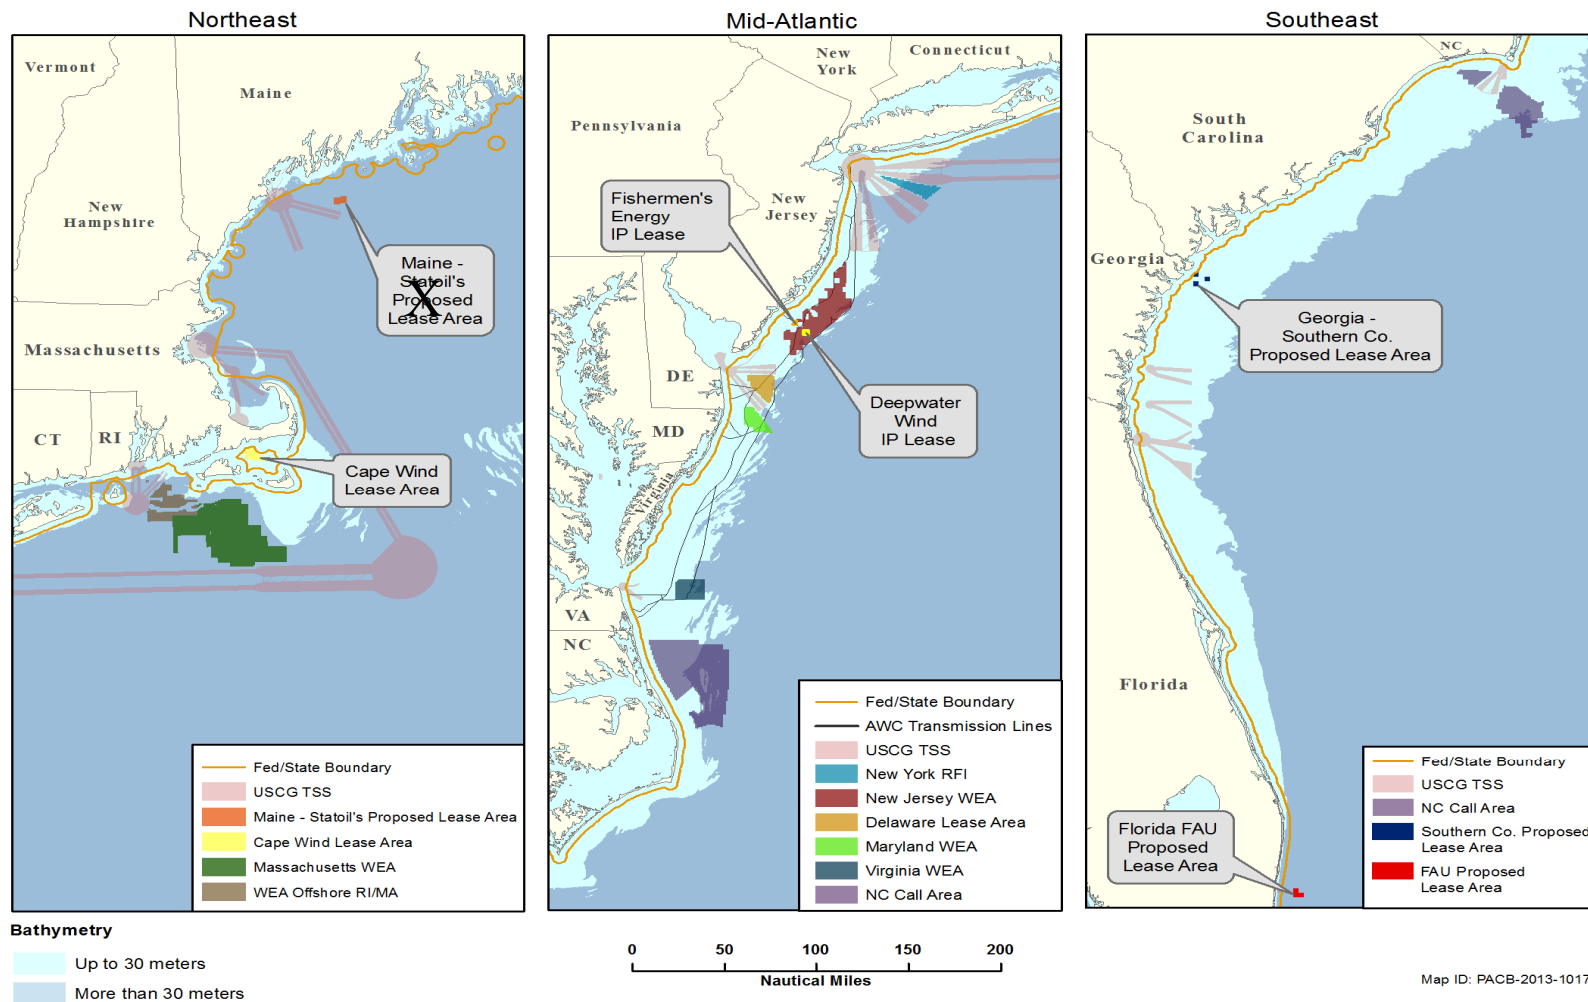 Northeast
Mid-Atlantic
Southeast
Vermont
Maine
New
Hampshire
Massachusetts
CT
RI
Maine -
Statoil's
Proposed
Lease Area
X
Cape Wind
Lease Area
Fed/State Boundary
USCG TSS
Maine - Statoil's Proposed Lease Area
Cape Wind Lease Area
Massachusetts WEA
WEA Offshore RI/MA
New
York
Connecticut
Pennsylvania
New
Jersey
Fishermen's
Energy
IP Lease
DE
MD
Virginia
Deepwater
Wind
IP Lease
VA
NC
Fed/State Boundary
AWC Transmission Lines
USCG TSS
New York RFI
New Jersey WEA
Delaware Lease Area
Maryland WEA
Virginia WEA
NC Call Area
NC
South
Carolina
Georgia
Georgia -
Southern Co.
Proposed Lease Area
Florida
Florida FAU
Proposed
Lease Area
Fed/State Boundary
USCG TSS
NC Call Area
Southern Co. Proposed
Lease Area
FAU Proposed
Lease Area
Bathymetry
Up to 30 meters
More than 30 meters
0 50 100 150 200
Nautical Miles
Map ID: PACB-2013-1017